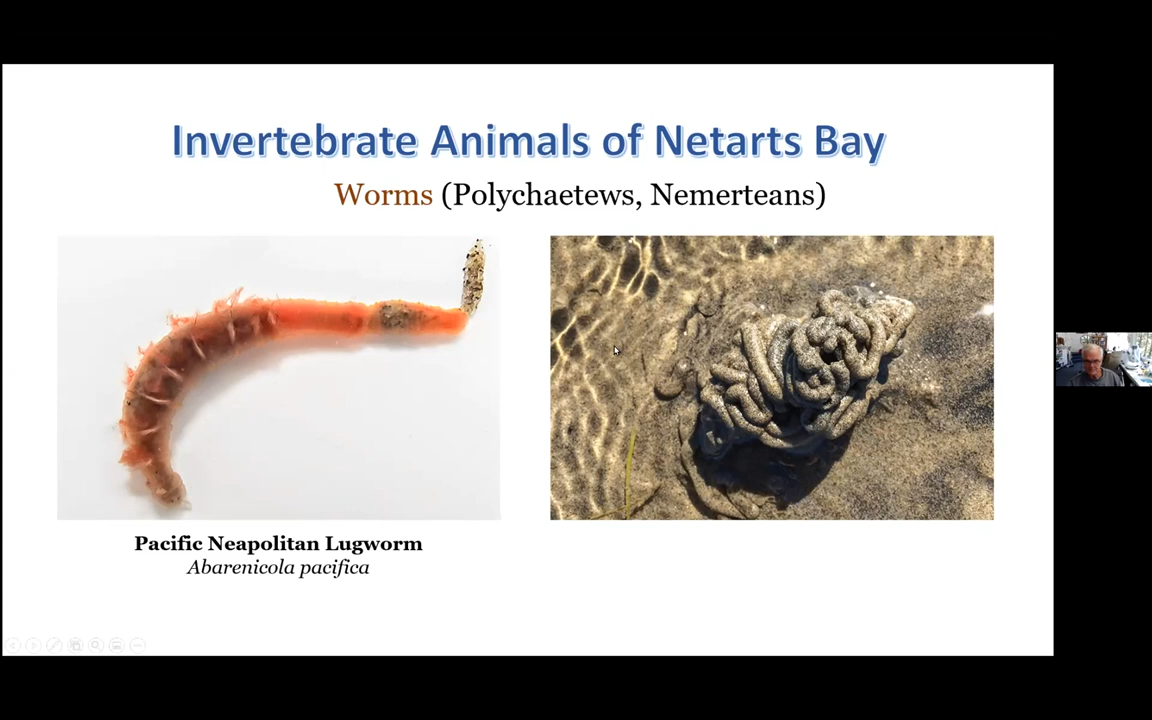 Invertebrate Animals of Netarts Bay
Worms (Polychaetews, Nemerteans)
Pacific Neapolitan Lugworm
Abarenicola pacifica